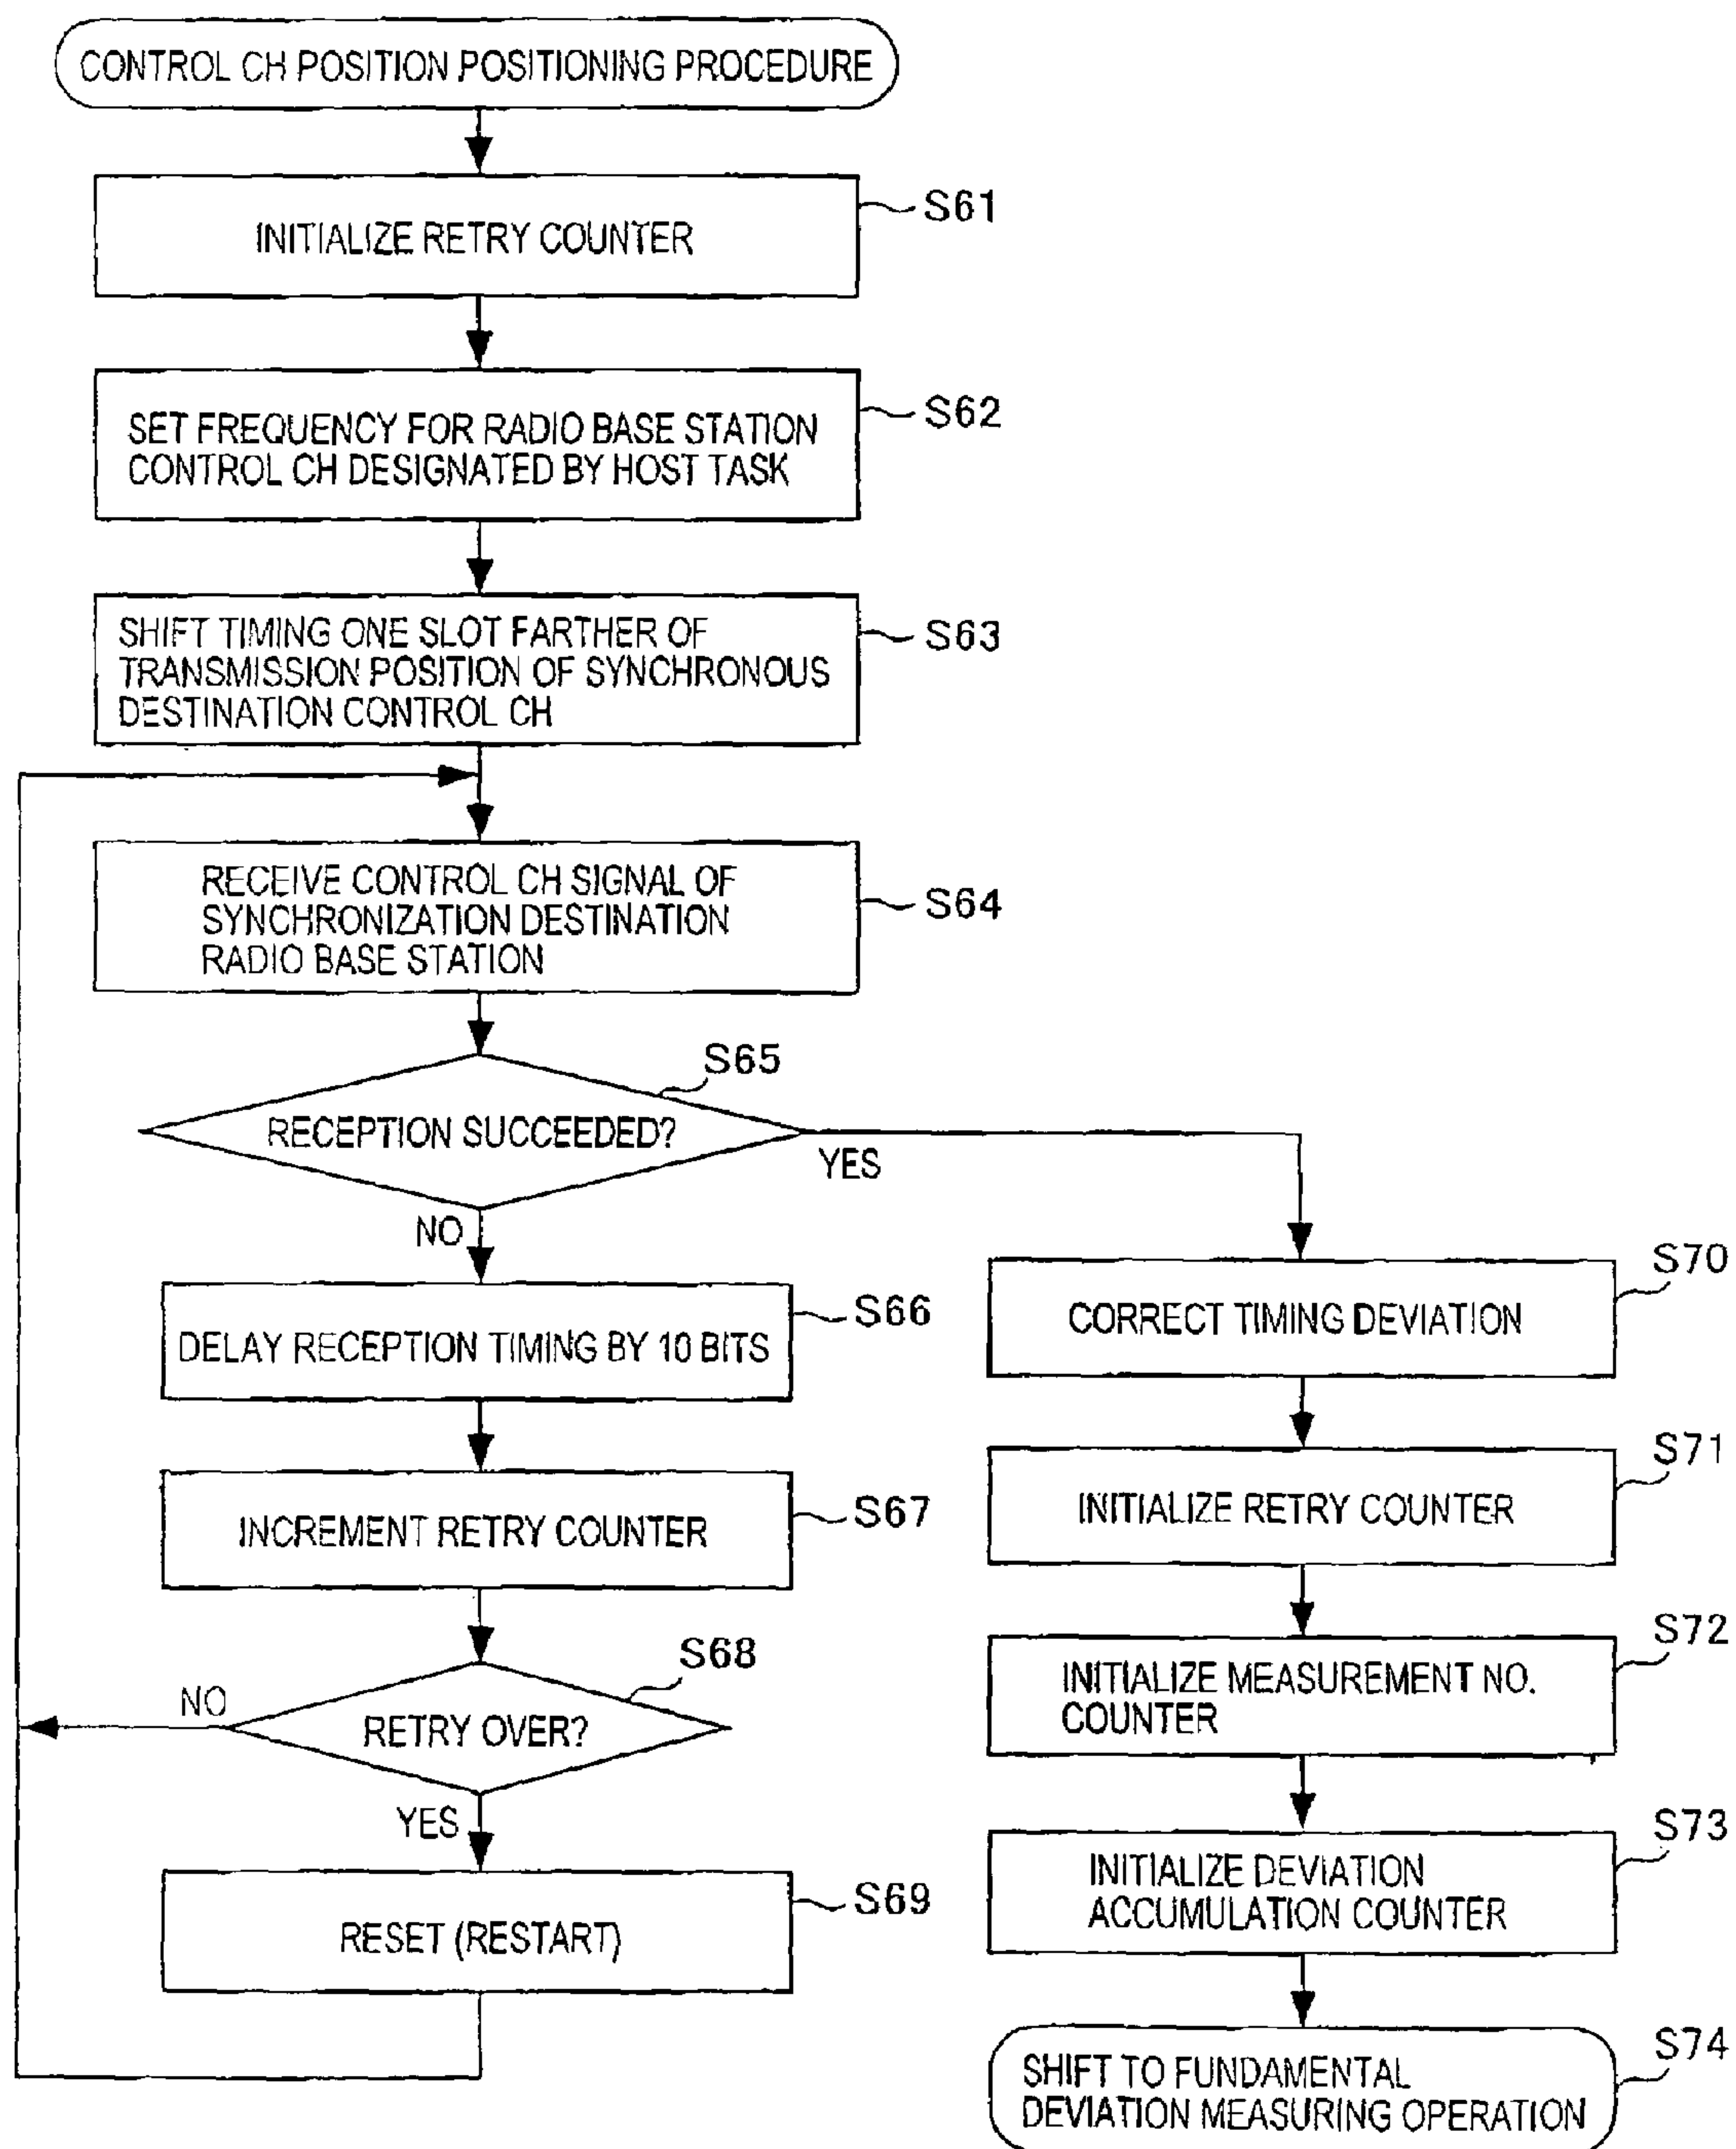 CONTROL CH POSITION POSITIONING PROCEDURE
INITIALIZE RETRY COUNTER
S61
SET FREQUENCY FOR RADIO BASE STATION
CONTROL CH DESIGNATED BY HOST TASK
S62
SHIFT TIMING ONE SLOT FARTHER OF
TRANSMISSION POSITION OF SYNCHRONOUS
DESTINATION CONTROL CH
S63
RECEIVE CONTROL CH SIGNAL OF
SYNCHRONIZATION DESTINATION
RADIO BASE STATION
S64
S65
RECEPTION SUCCEEDED?
YES
NO
DELAY RECEPTION TIMING BY 10 BITS
S66
INCREMENT RETRY COUNTER
S67
S68
RETRY OVER?
NO
YES
RESET (RESTART)
S69
S70
CORRECT TIMING DEVIATION
S71
INITIALIZE RETRY COUNTER
S72
INITIALIZE MEASUREMENT NO.
COUNTER
S73
INITIALIZE DEVIATION
ACCUMULATION COUNTER
S74
SHIFT TO FUNDAMENTAL
DEVIATION MEASURING OPERATION